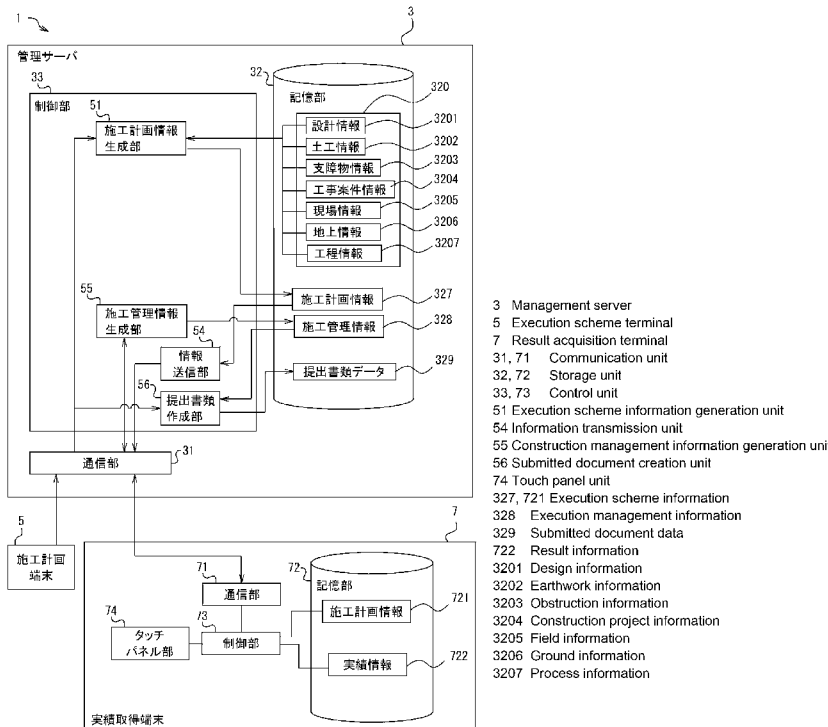 1
3
管理サーバ
33
制御部
51
施工計画情報
生成部
32
記憶部
320
設計情報
3201
土工情報
3202
支障物情報
3203
工事案件情報
3204
現場情報
3205
地上情報
3206
工程情報
3207
施工計画情報
327
55
施工管理情報
生成部
施工管理情報
328
54
情報
送信部
提出書類データ
329
56
提出書類
作成部
通信部
31
5
施工計画
端末
7
71
通信部
72
記憶部
施工計画情報
721
74
タッチ
パネル部
73
制御部
実績情報
722
実績取得端末
3 Management server
5 Execution scheme terminal
7 Result acquisition terminal
31, 71 Communication unit
32, 72 Storage unit
33, 73 Control unit
51 Execution scheme information generation unit
54 Information transmission unit
55 Construction management information generation uni
56 Submitted document creation unit
74 Touch panel unit
327, 721 Execution scheme information
328 Execution management information
329 Submitted document data
722 Result information
3201 Design information
3202 Earthwork information
3203 Obstruction information
3204 Construction project information
3205 Field information
3206 Ground information
3207 Process information